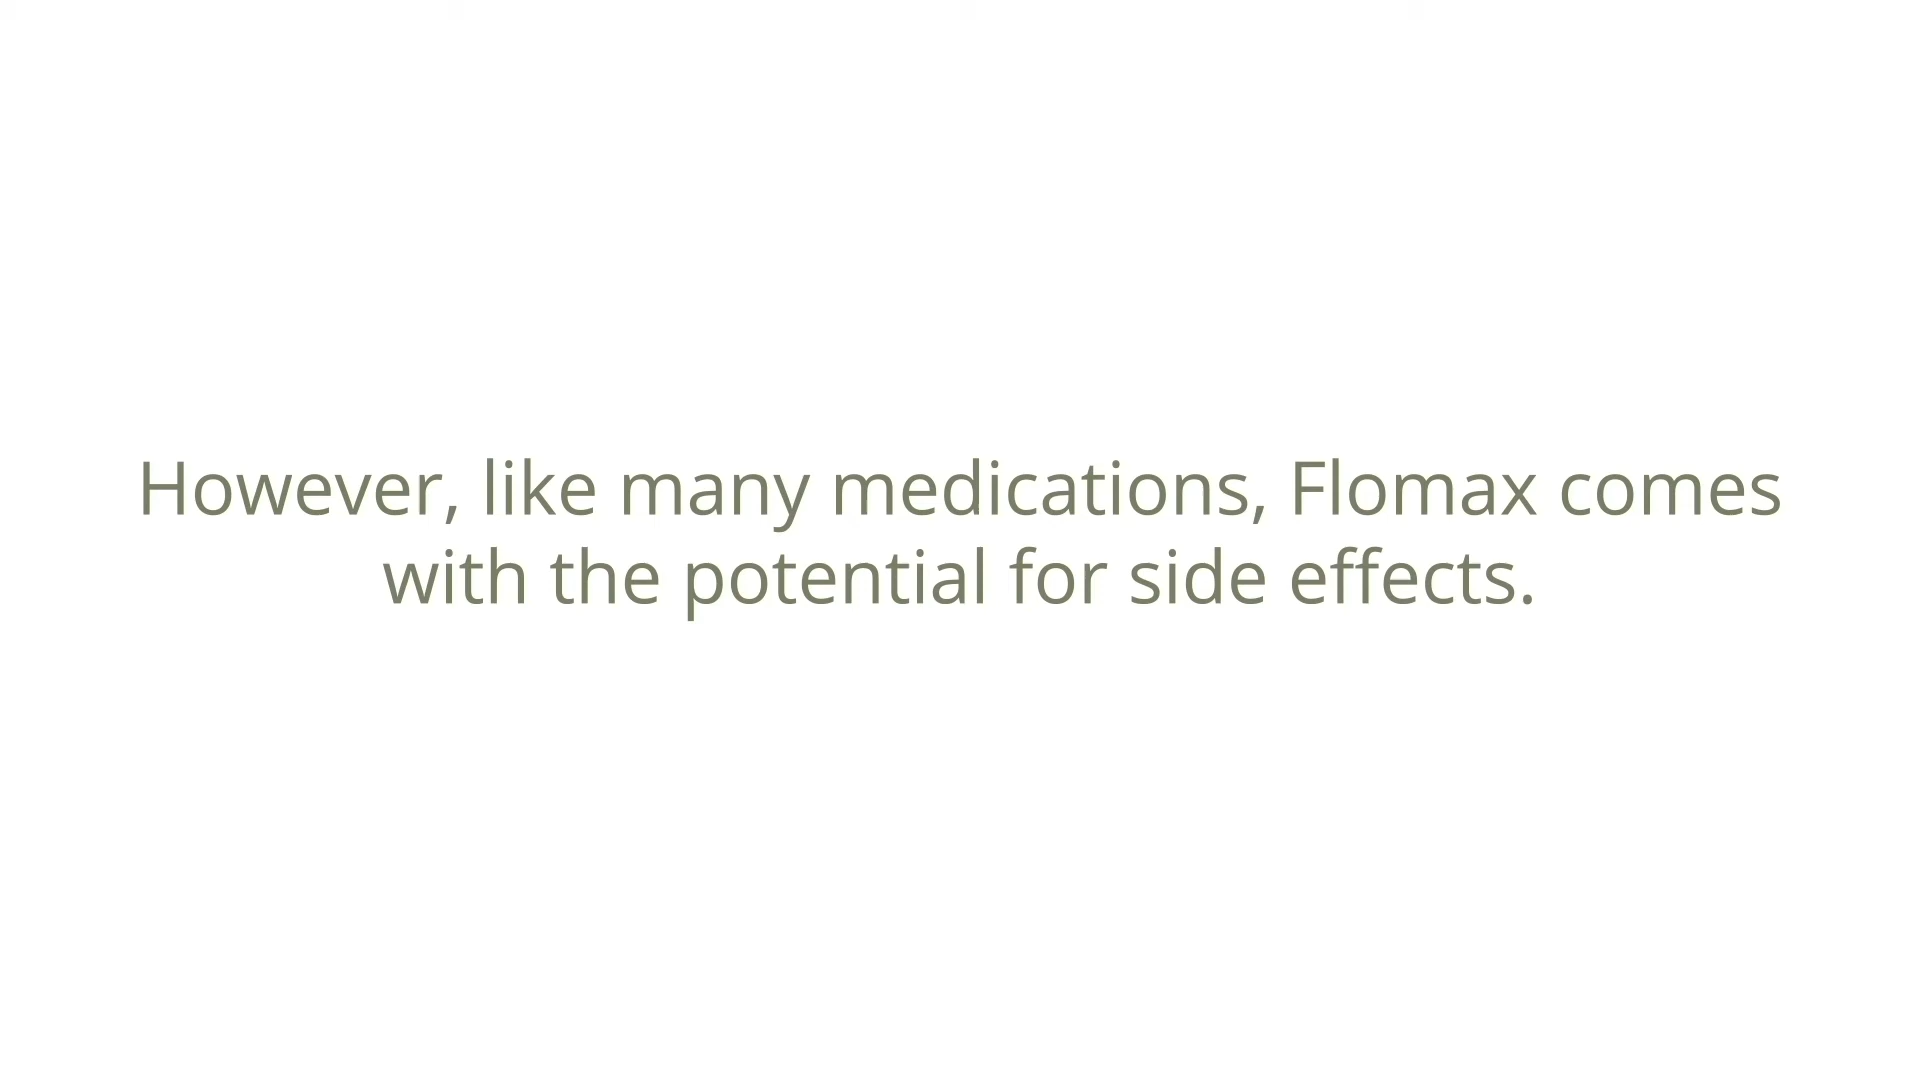 However, like many medications, Flomax comes
with the potential for side effects.